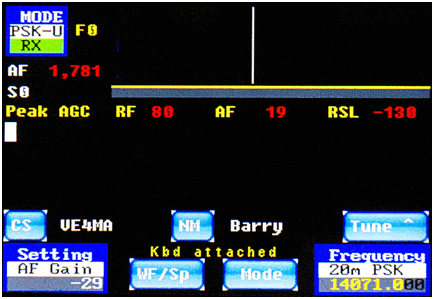 MODE
PSK-U F0
RX
AF 1,781
S0
Peak AGC RF 80 AF 19 RSL -130
CS VE4MA NM Barry Tune ^
Kbd attached
Setting
AF Gain
-29
WF/Sp Mode
Frequency
20m PSK
14071.000